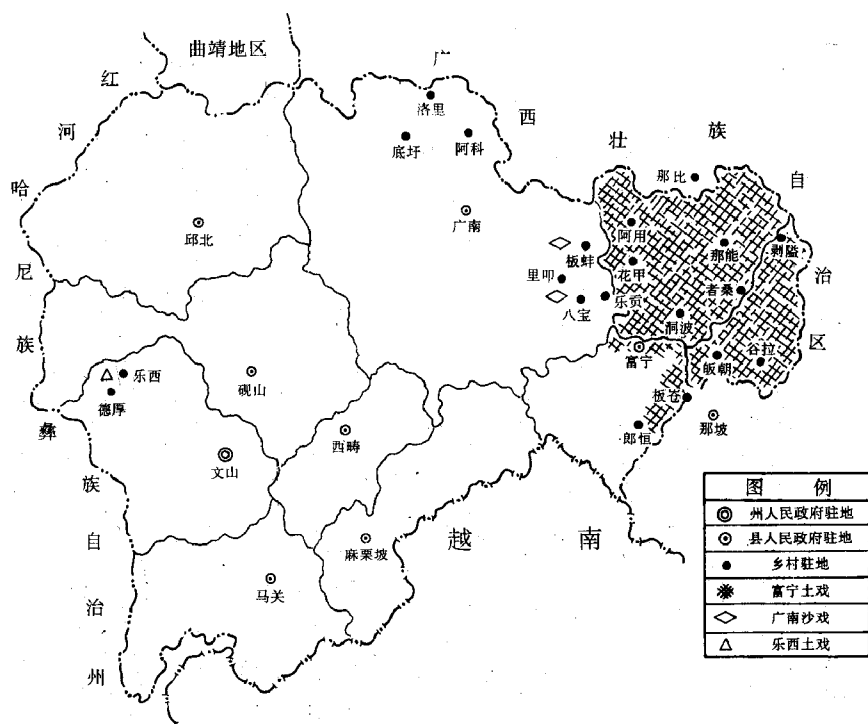 曲靖地区
红河哈尼族彝族自治州
广西壮族自治区
洛里
底圩
阿科
那比
邱北
广南
阿用
板蚌
那能
剥隘
里叩
花甲
者桑
八宝
乐贡
洞波
富宁
皈朝
谷拉
乐西
砚山
德厚
板仑
那坡
西畴
郎恒
文山
越南
麻栗坡
马关
图 例
州人民政府驻地
县人民政府驻地
乡村驻地
富宁土戏
广南沙戏
乐西土戏